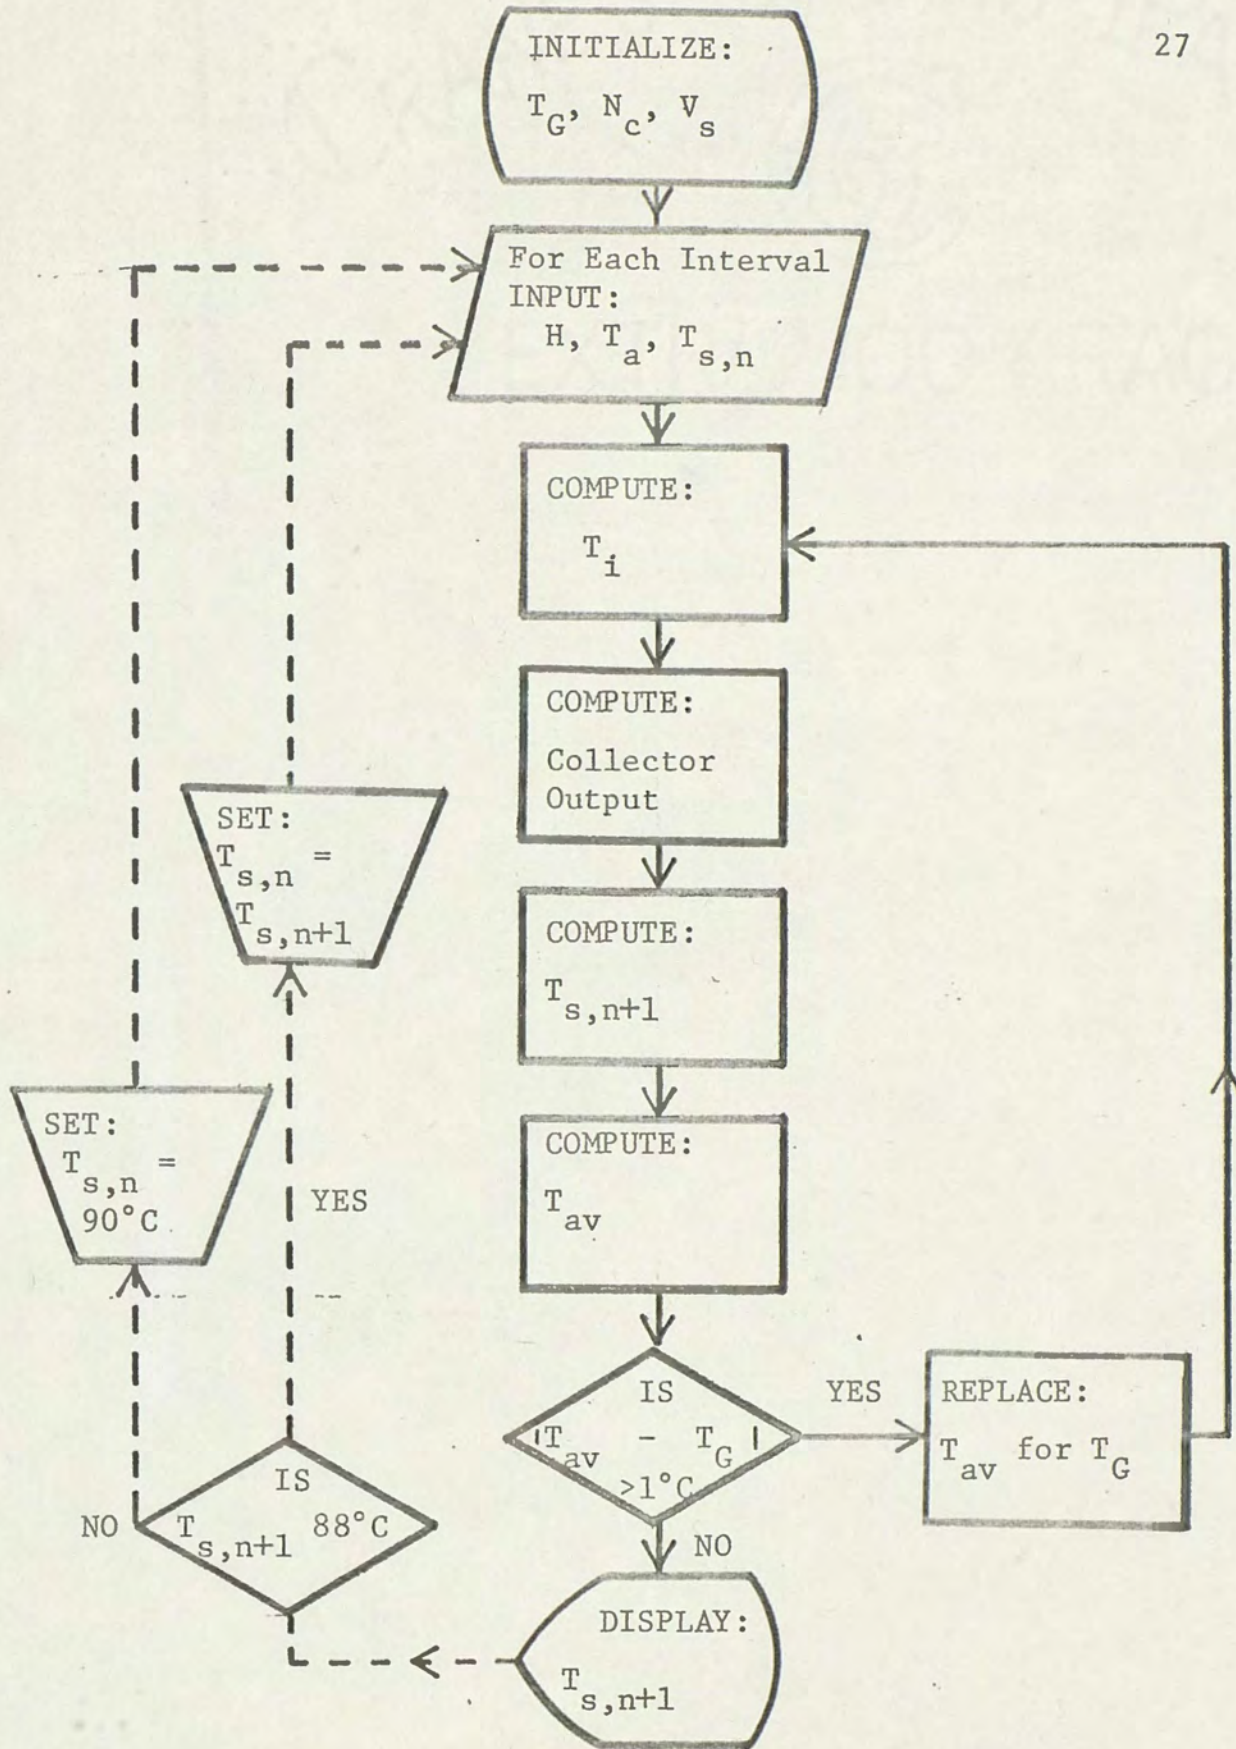 27
INITIALIZE:
T_G, N_c, V_s
For Each Interval
INPUT:
H, T_a, T_s,n
COMPUTE:
T_i
COMPUTE:
Collector
Output
COMPUTE:
T_s,n+1
COMPUTE:
T_av
IS
|T_av - T_G|
>1°C
YES
REPLACE:
T_av for T_G
NO
DISPLAY:
T_s,n+1
IS
T_s,n+1 88°C
YES
SET:
T_s,n =
T_s,n+1
NO
SET:
T_s,n =
90°C